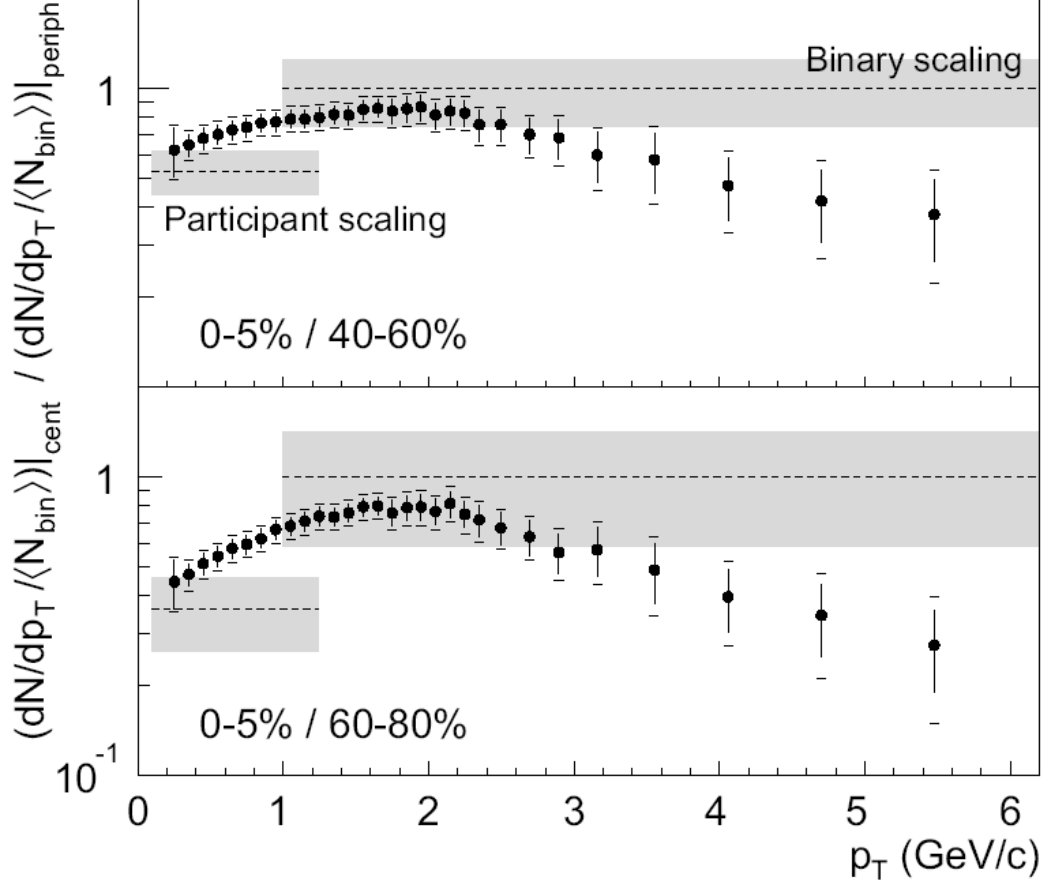 (dN/dp_T /⟨N_bin⟩)|_cent / (dN/dp_T /⟨N_bin⟩)|_periph
1
Binary scaling
Participant scaling
0-5% / 40-60%
1
0-5% / 60-80%
10^-1
0 1 2 3 4 5 6
p_T (GeV/c)